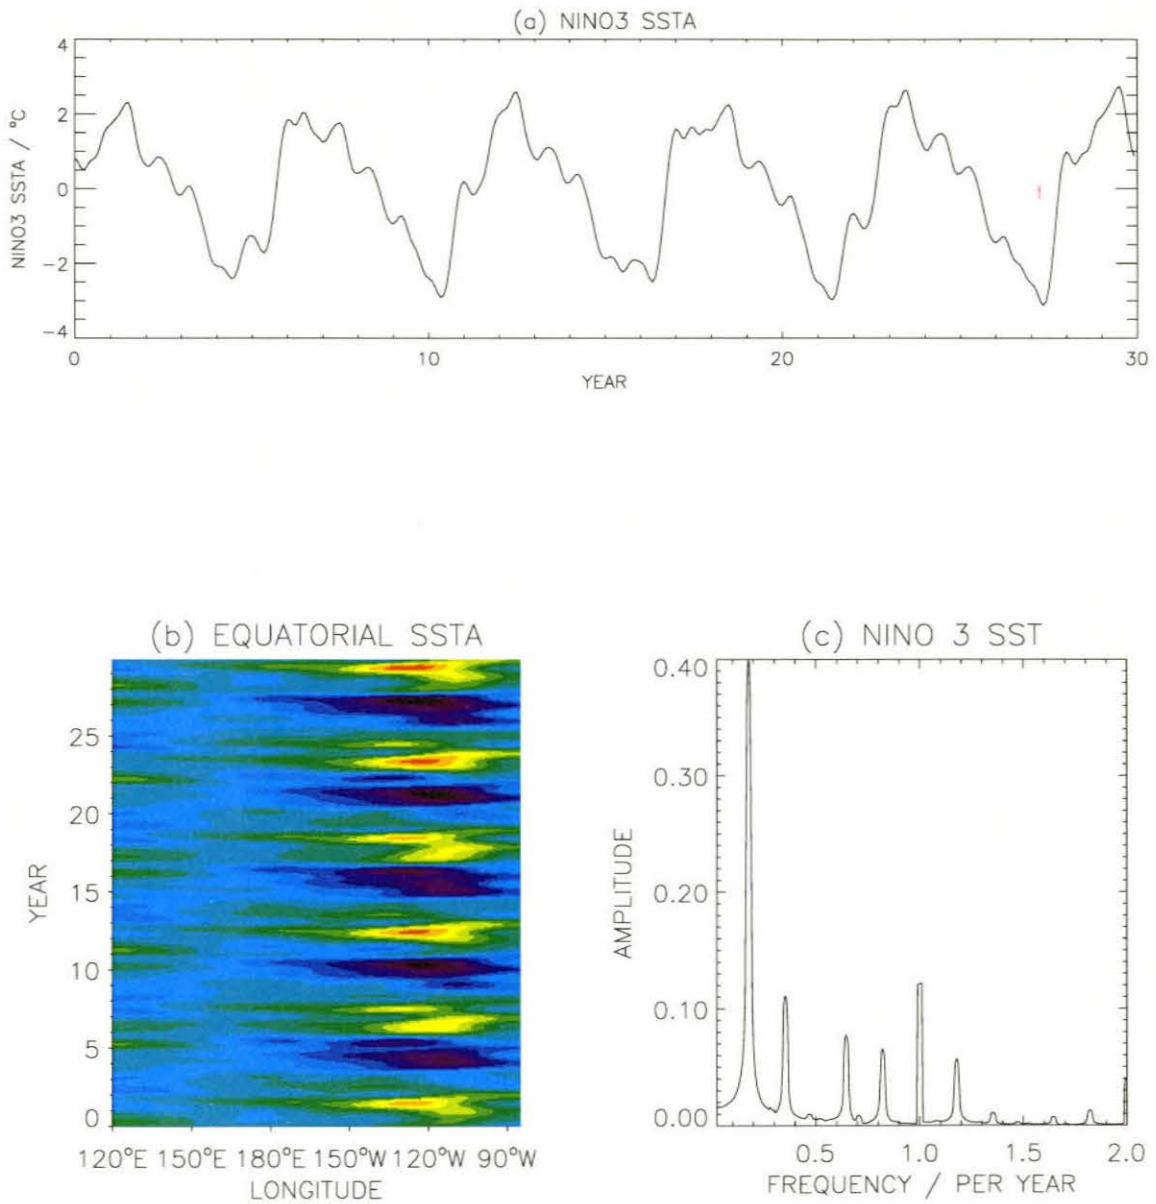 (a) NINO3 SSTA
NINO3 SSTA / °C
4
2
0
−2
−4
0 10 20 30
YEAR
(b) EQUATORIAL SSTA
YEAR
25
20
15
10
5
0
120°E 150°E 180°E 150°W 120°W 90°W
LONGITUDE
(c) NINO 3 SST
AMPLITUDE
0.40
0.30
0.20
0.10
0.00
0.5 1.0 1.5 2.0
FREQUENCY / PER YEAR